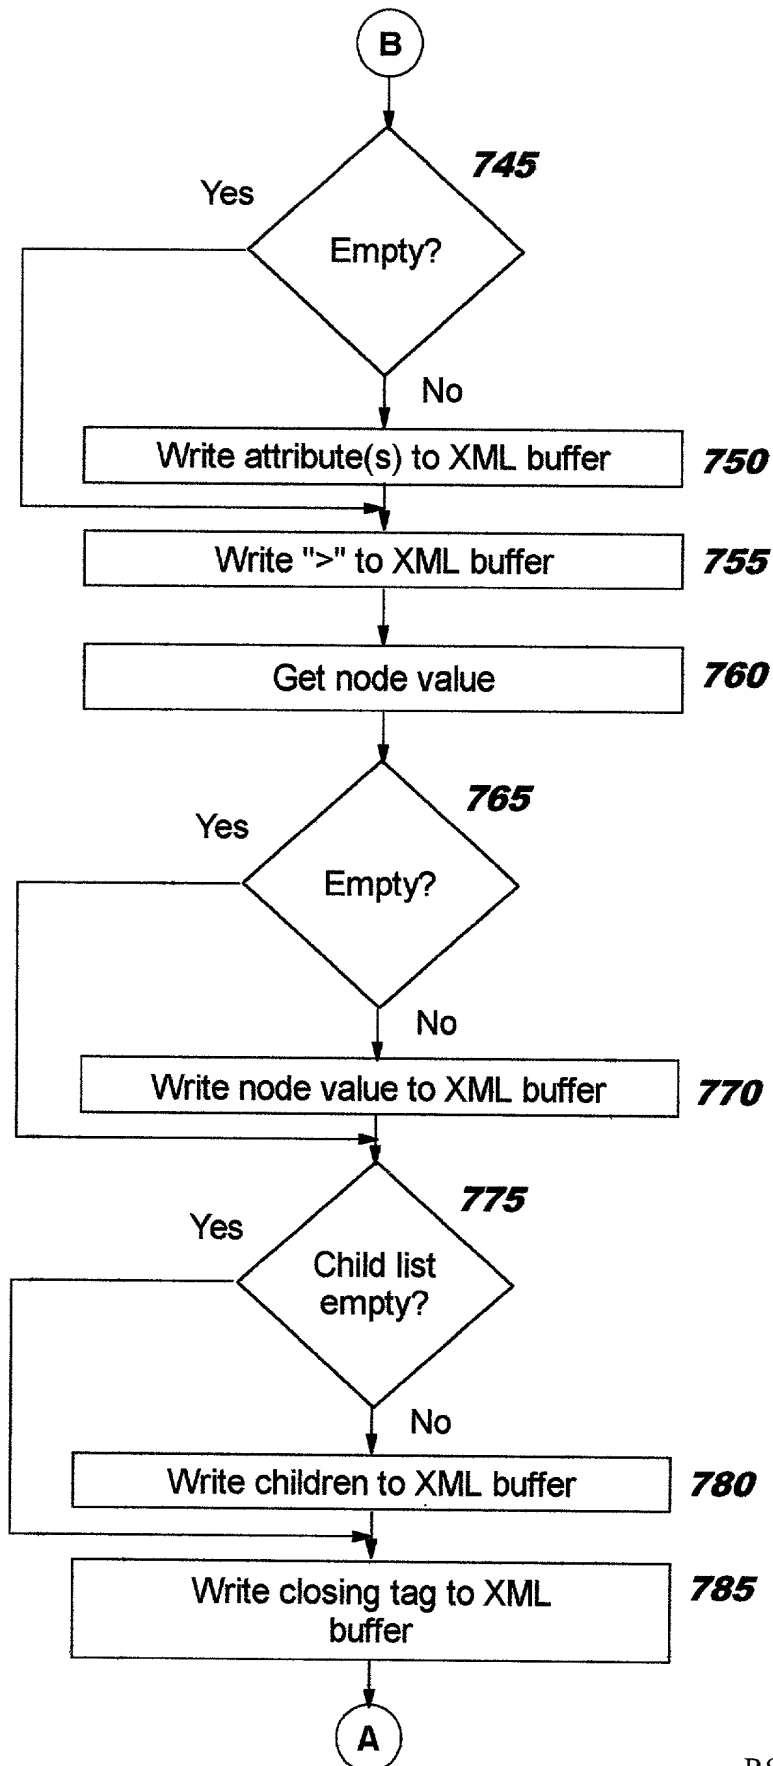 B
745
Yes
Empty?
No
Write attribute(s) to XML buffer
750
Write ">" to XML buffer
755
Get node value
760
765
Yes
Empty?
No
Write node value to XML buffer
770
775
Yes
Child list
empty?
No
Write children to XML buffer
780
Write closing tag to XML
buffer
785
A